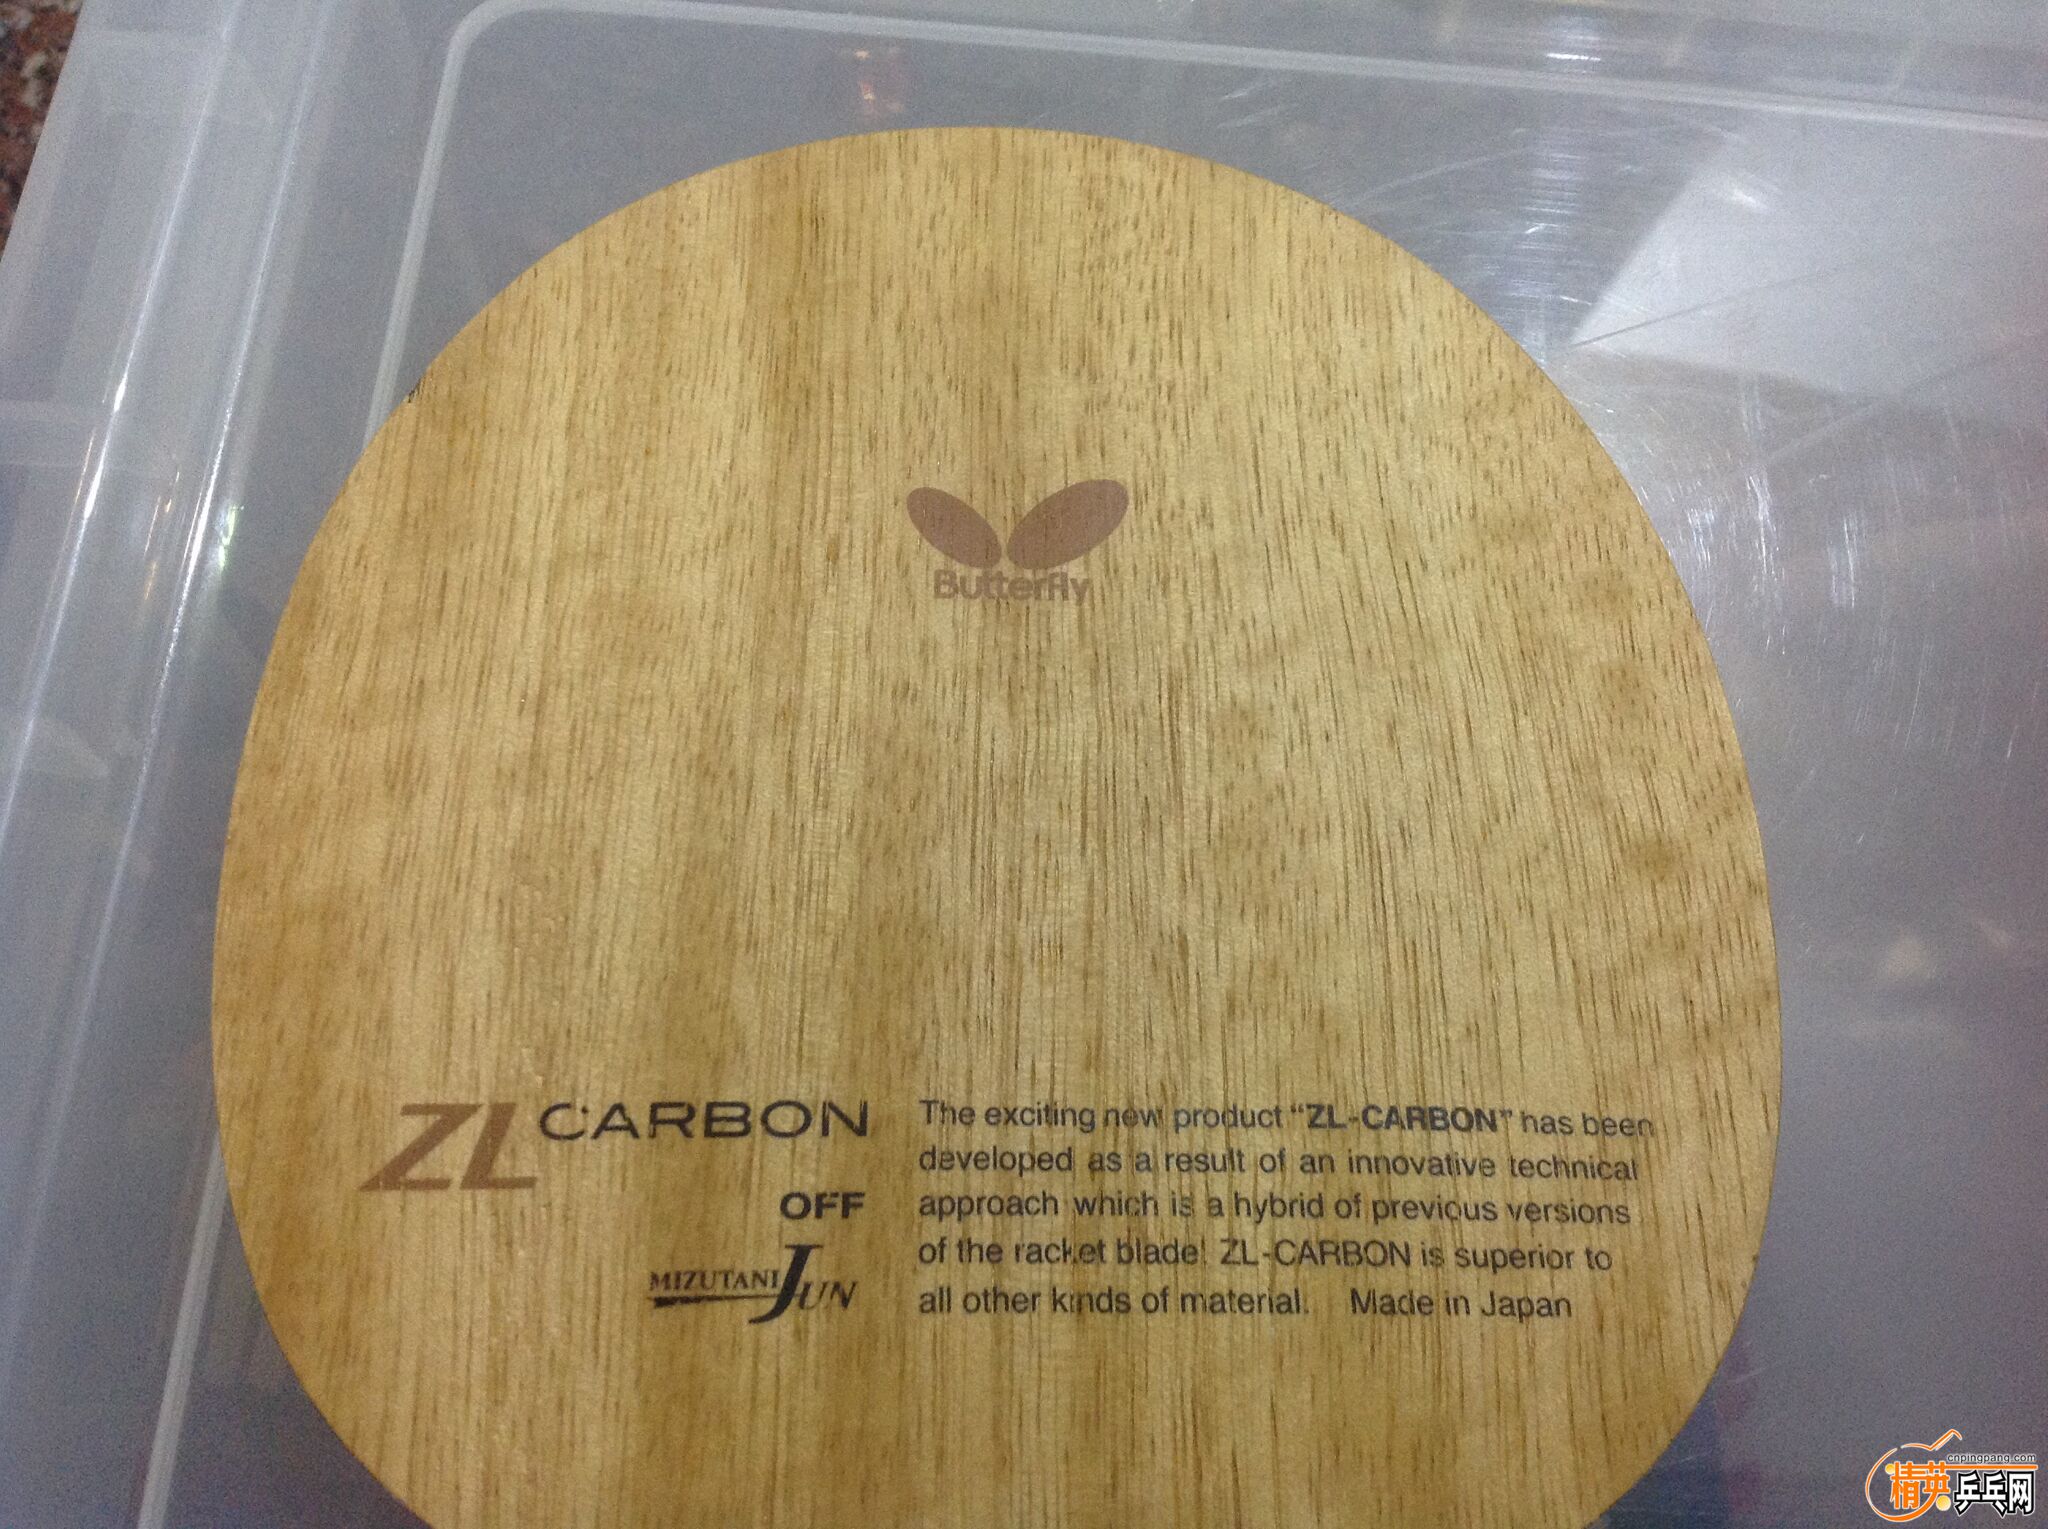 Butterfly
ZL CARBON
OFF
MIZUTANI JUN
The exciting new product “ZL-CARBON” has been
developed as a result of an innovative technical
approach which is a hybrid of previous versions
of the racket blade. ZL-CARBON is superior to
all other kinds of material. Made in Japan
cnpingpang.com
精英乒乓网